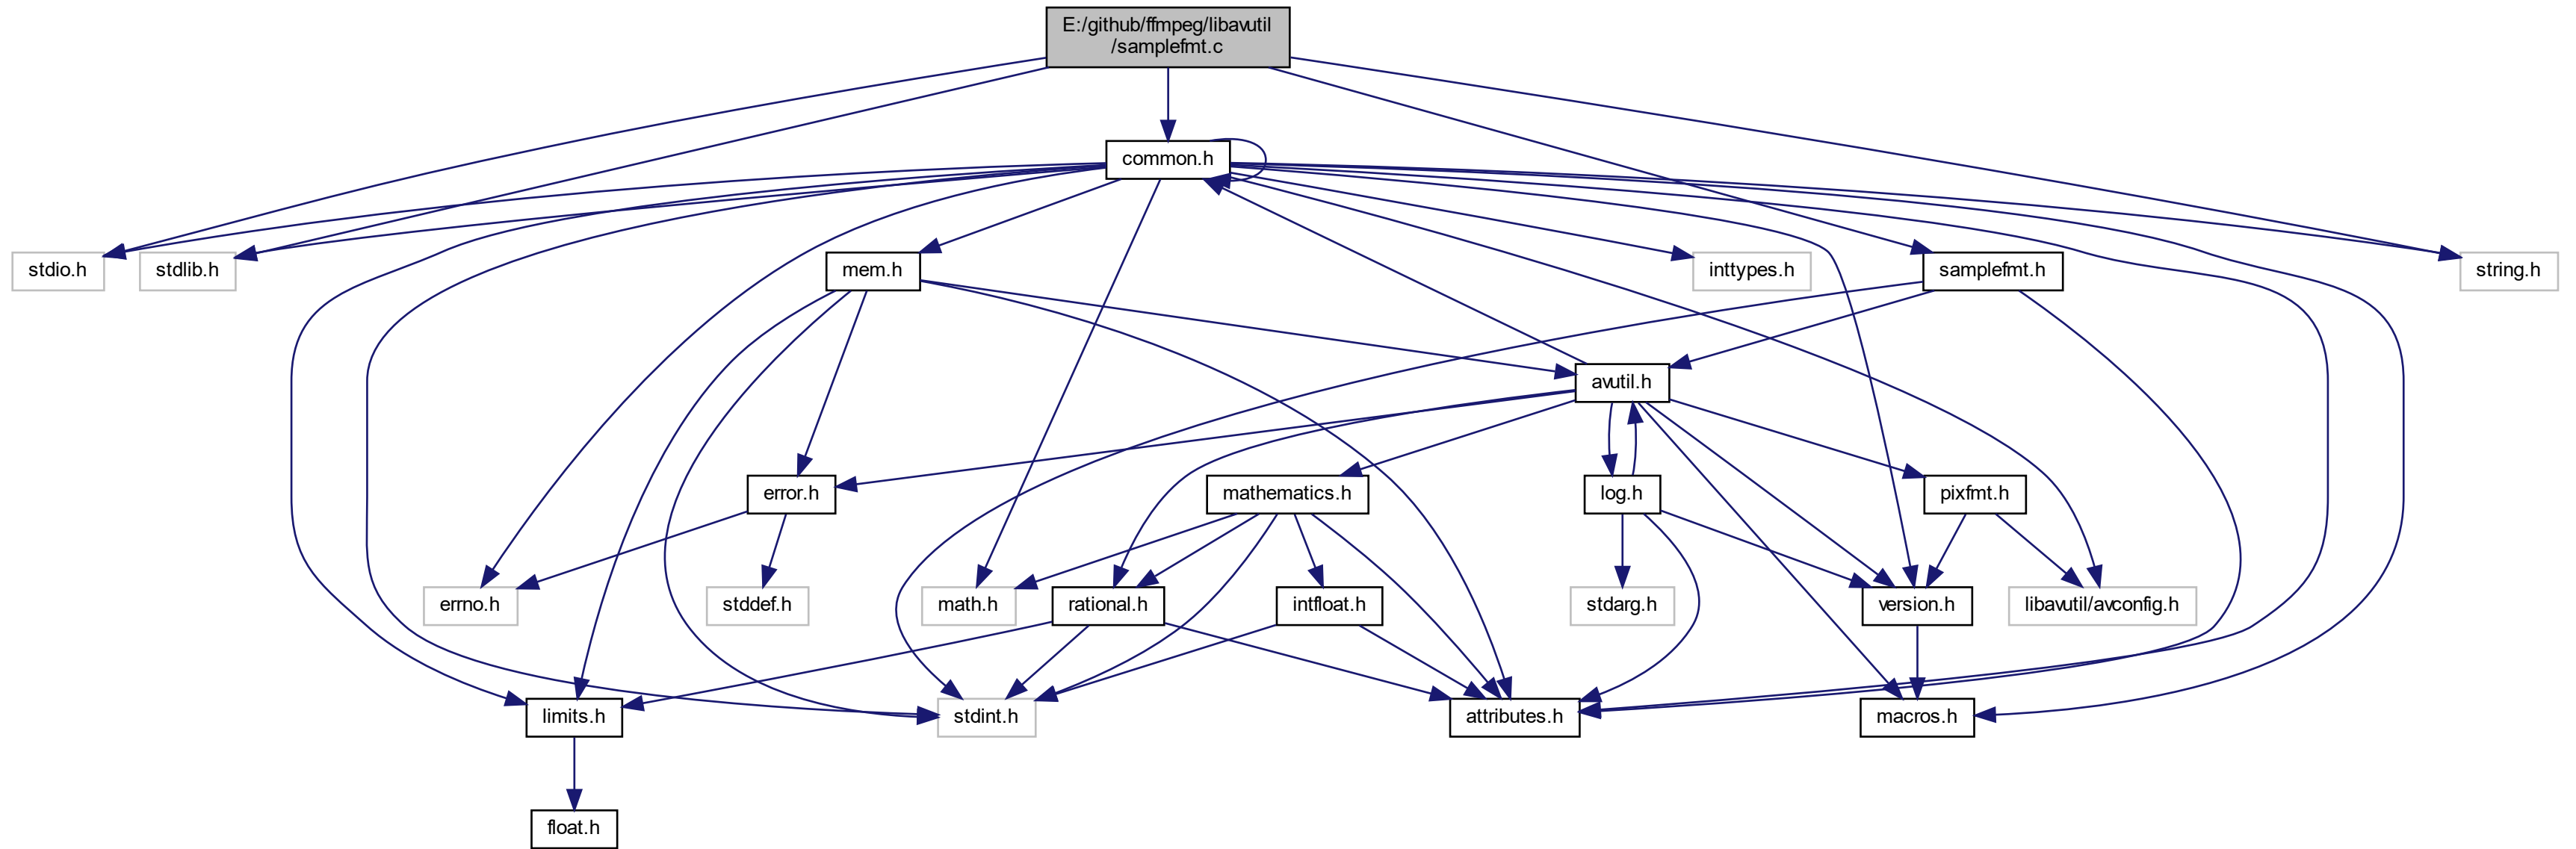 E:/github/ffmpeg/libavutil
/samplefmt.c
common.h
stdio.h
stdlib.h
mem.h
inttypes.h
samplefmt.h
string.h
avutil.h
error.h
mathematics.h
log.h
pixfmt.h
errno.h
stddef.h
math.h
rational.h
intfloat.h
stdarg.h
version.h
libavutil/avconfig.h
limits.h
stdint.h
attributes.h
macros.h
float.h